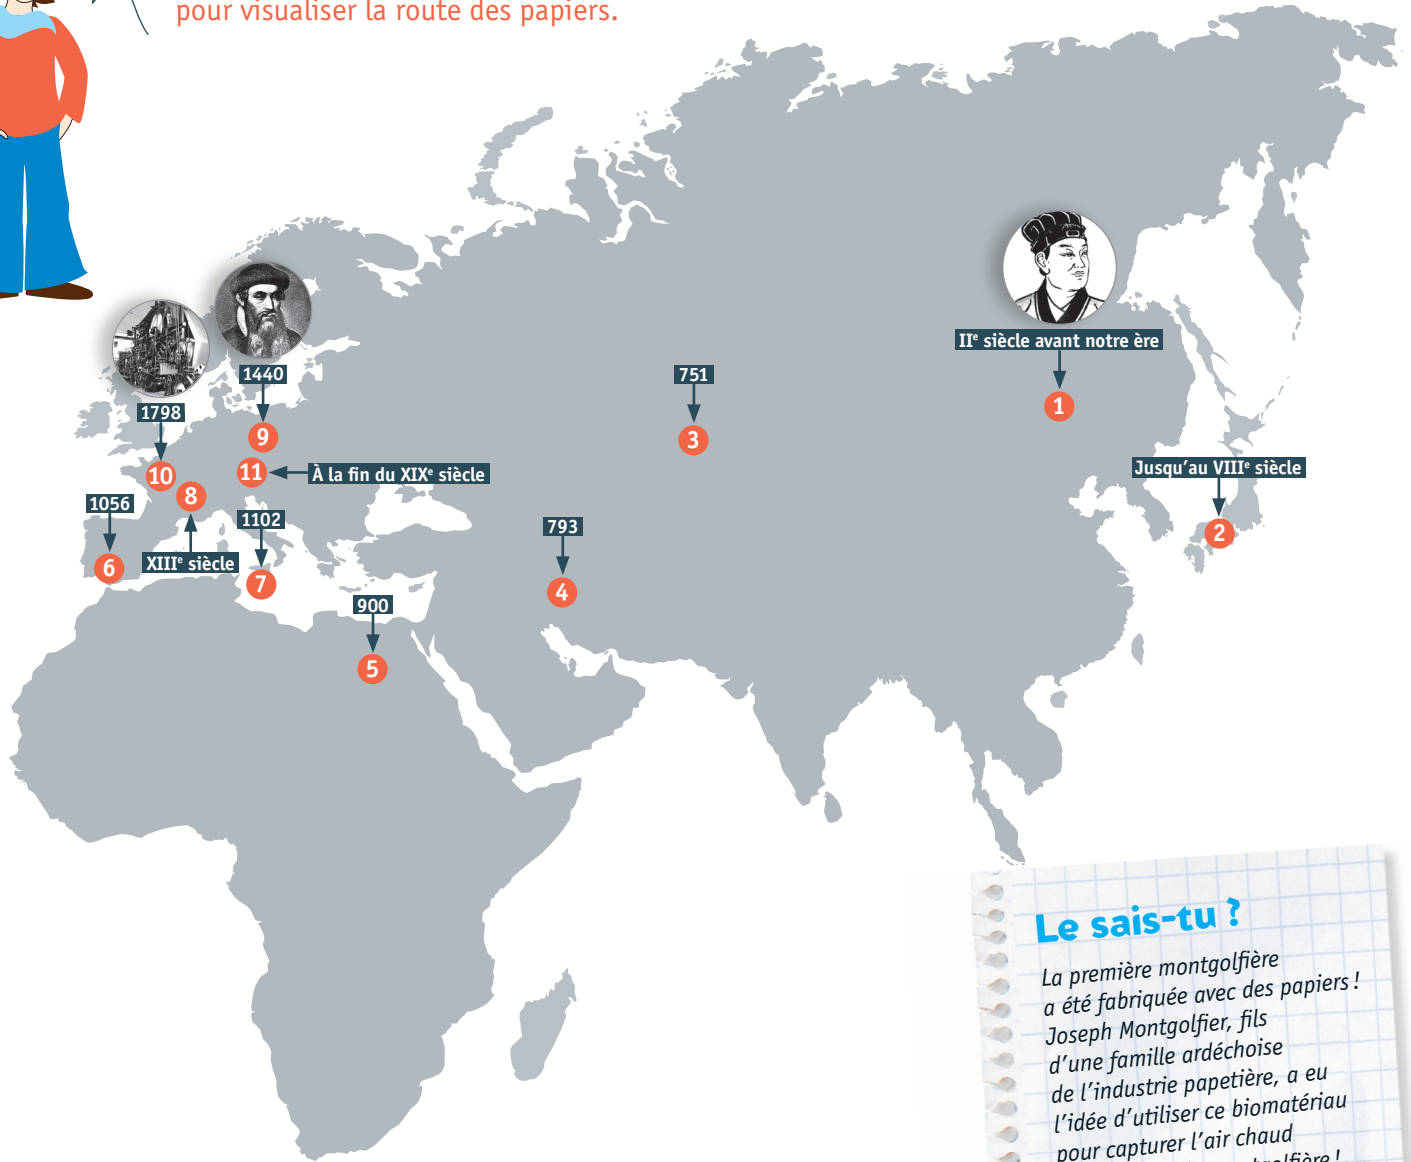 pour visualiser la route des papiers.
IIe siècle avant notre ère
1
1440
751
1798
9
3
10
11
À la fin du XIXe siècle
Jusqu'au VIIIe siècle
8
1056
1102
793
2
6
XIIIe siècle
7
4
900
5
Le sais-tu ?
La première montgolfière
a été fabriquée avec des papiers !
Joseph Montgolfier, fils
d'une famille ardéchoise
de l'industrie papetière, a eu
l'idée d'utiliser ce biomatériau
pour capturer l'air chaud